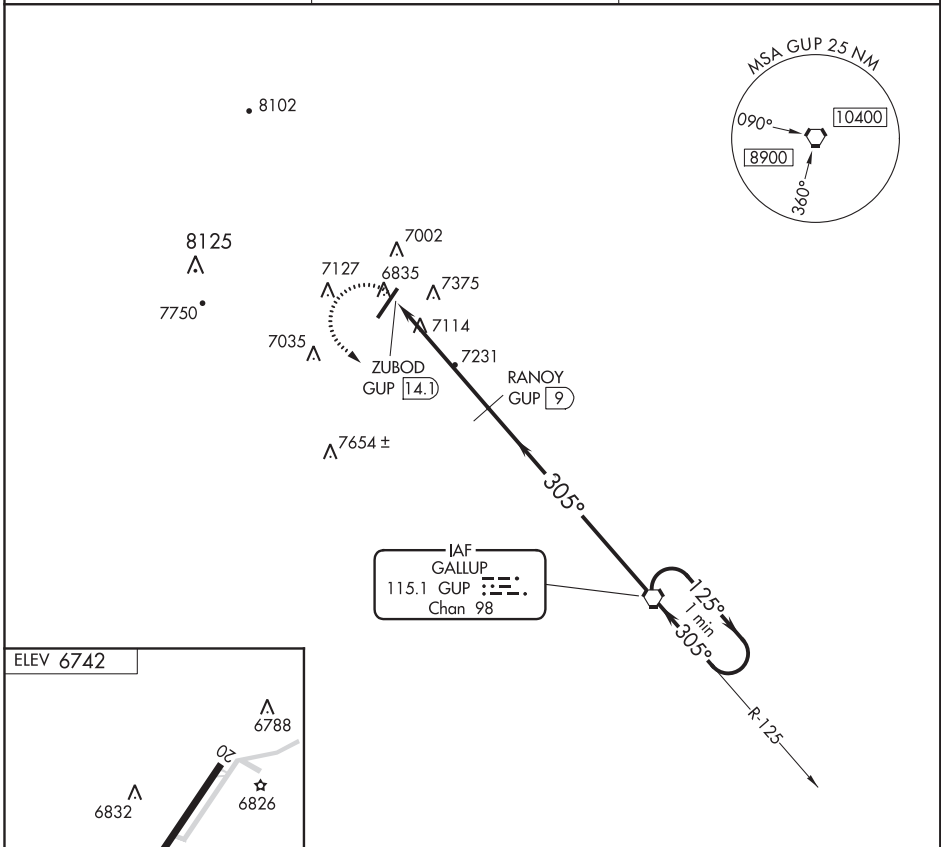 MSA GUP 25 NM
090°
10400
8900
360°
8102
8125
7750
7002
7127
6835
7375
7114
7035
7231
ZUBOD
GUP 14.1
RANOY
GUP 9
7654 ±
305°
IAF
GALLUP
115.1 GUP
Chan 98
125°
1 min
305°
R-125
ELEV 6742
6788
20
6832
6826